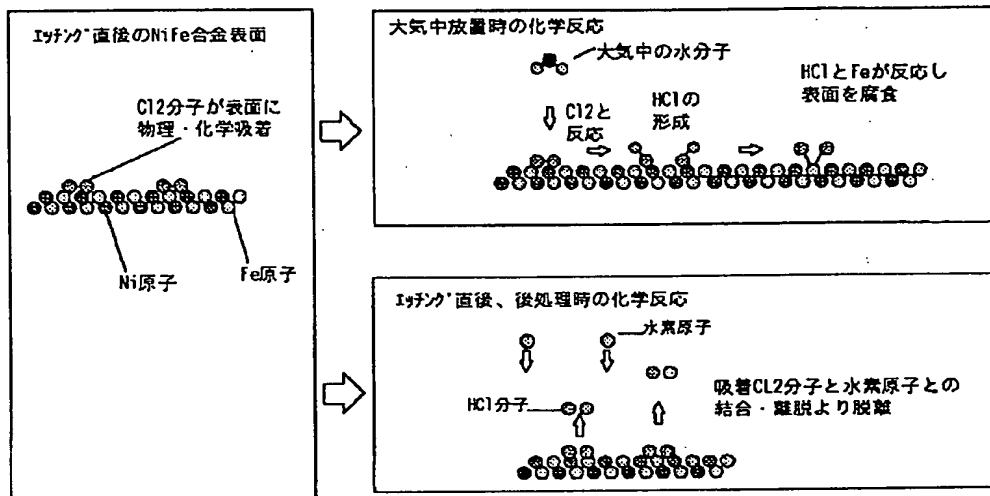 ｴｯﾁﾝｸﾞ直後のNiFe合金表面
Cl2分子が表面に
物理・化学吸着
Ni原子
Fe原子
大気中放置時の化学反応
大気中の水分子
Cl2と
反応
HClの
形成
HClとFeが反応し
表面を腐食
ｴｯﾁﾝｸﾞ直後、後処理時の化学反応
水素原子
HCl分子
吸着CL2分子と水素原子との
結合・離脱より脱離